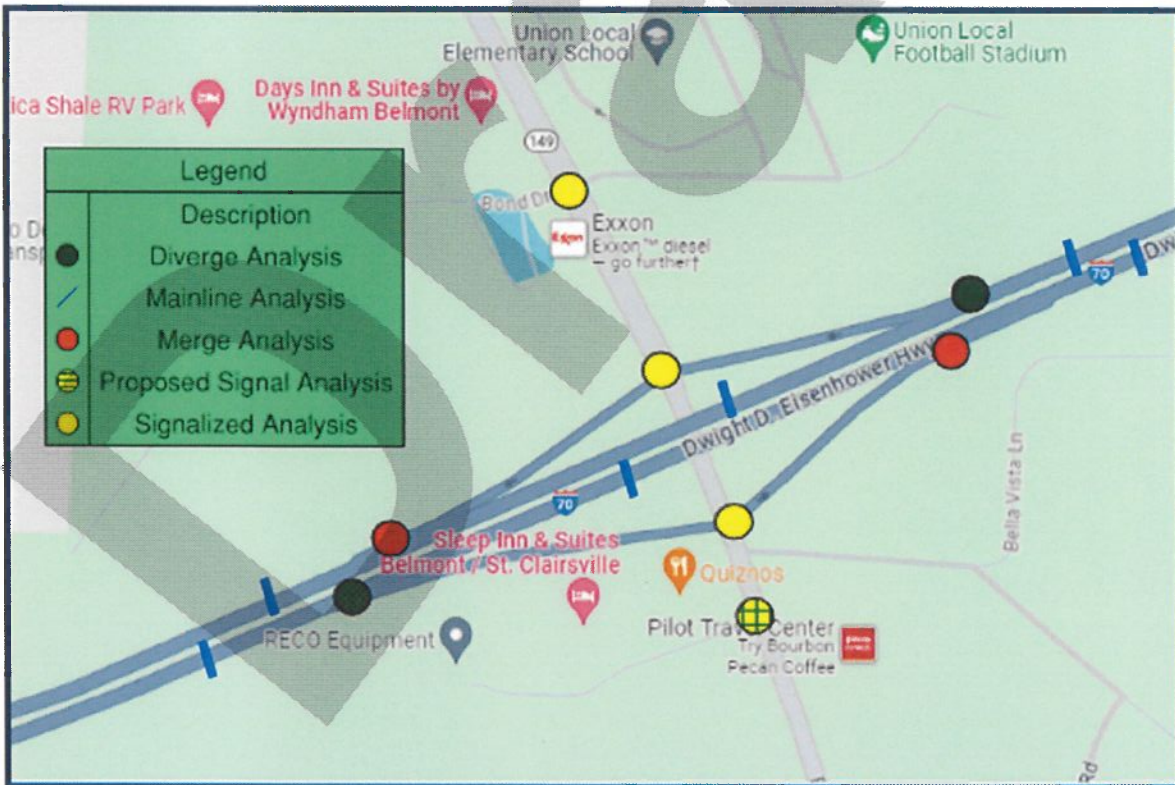 Union Local
Elementary School
Union Local
Football Stadium
ica Shale RV Park
Days Inn & Suites by
Wyndham Belmont
149
Legend
Description
Diverge Analysis
Mainline Analysis
Merge Analysis
Proposed Signal Analysis
Signalized Analysis
Bond Dr
Exxon
Exxon™ diesel
– go further†
70
Dw
Dwight D. Eisenhower Hwy
70
Bella Vista Ln
Sleep Inn & Suites
Belmont / St. Clairsville
Quiznos
RECO Equipment
Pilot Travel Center
Try Bourbon
Pecan Coffee
Rd
Draft